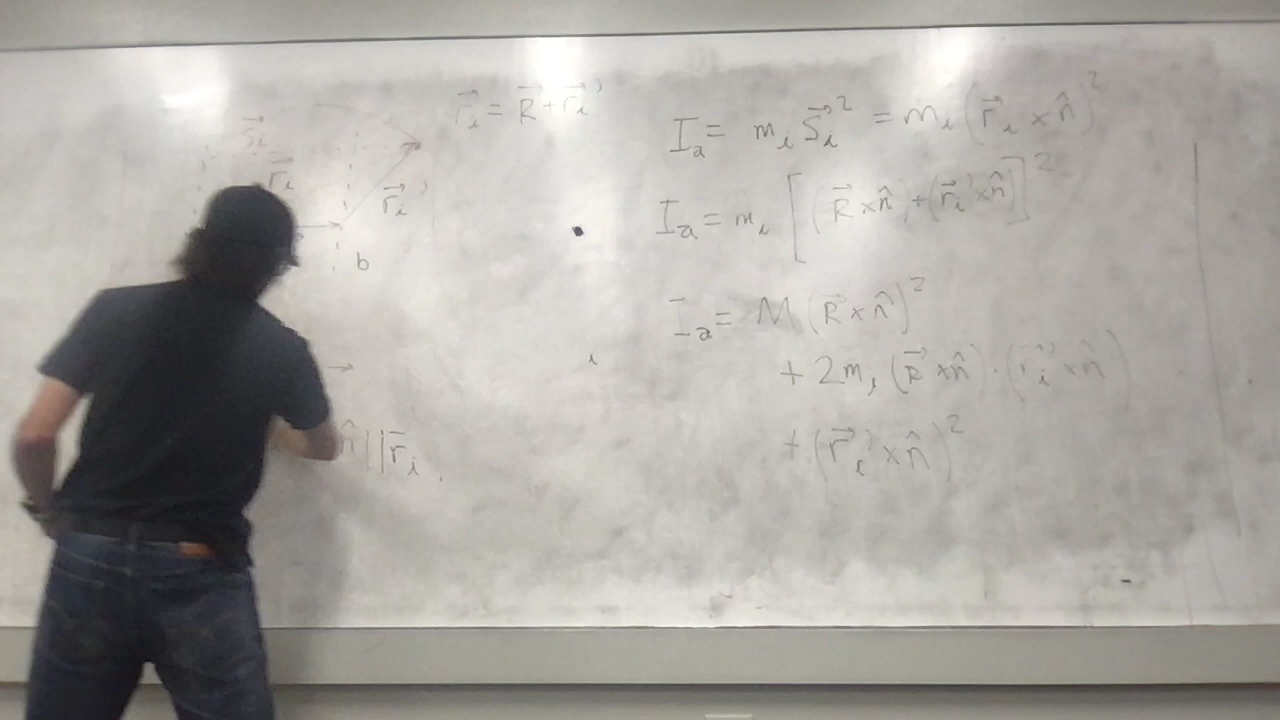 s⃗ᵢ
r⃗ᵢ
r⃗ᵢ'
b
r⃗ᵢ = R⃗ + r⃗ᵢ'
n̂||r⃗ᵢ
Iₐ = mᵢ S⃗ᵢ² = mᵢ (r⃗ᵢ × n̂)²
Iₐ = mᵢ [(R⃗ × n̂) + (r⃗ᵢ' × n̂)]²
Iₐ = M (R⃗ × n̂)²
+ 2mᵢ (R⃗ × n̂) · (r⃗ᵢ' × n̂)
+ (r⃗ᵢ' × n̂)²